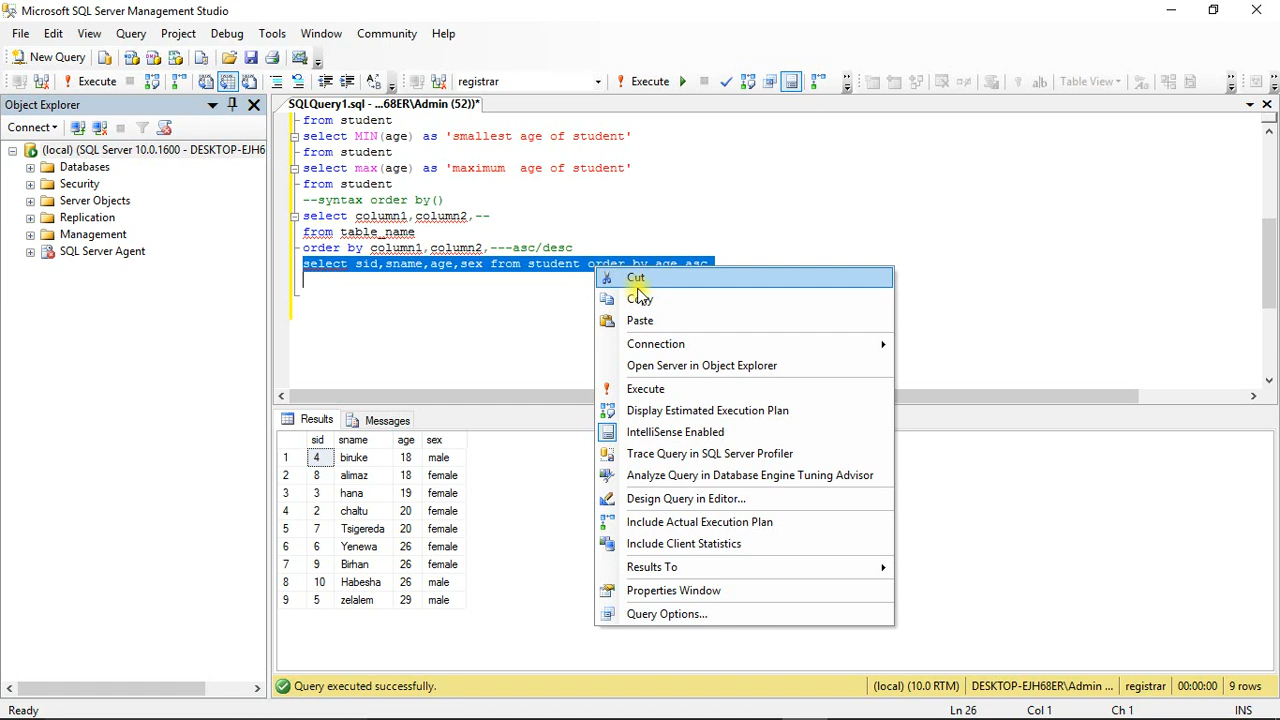 Microsoft SQL Server Management Studio
File Edit View Query Project Debug Tools Window Community Help
New Query
Execute registrar Execute Table View
Object Explorer
SQLQuery1.sql - ...68ER\Admin (52))*
Connect
(local) (SQL Server 10.0.1600 - DESKTOP-EJH6
Databases
Security
Server Objects
Replication
Management
SQL Server Agent
from student
select MIN(age) as 'smallest age of student'
from student
select max(age) as 'maximum  age of student'
from student
--syntax order by()
select column1,column2,--
from table_name
order by column1,column2,---asc/desc
select sid,sname,age,sex from student order by age asc
Cut
Copy
Paste
Connection
Open Server in Object Explorer
Execute
Display Estimated Execution Plan
IntelliSense Enabled
Trace Query in SQL Server Profiler
Analyze Query in Database Engine Tuning Advisor
Design Query in Editor...
Include Actual Execution Plan
Include Client Statistics
Results To
Properties Window
Query Options...
Results Messages
sid sname age sex
1 4 biruke 18 male
2 8 alimaz 18 female
3 3 hana 19 female
4 2 chaltu 20 female
5 7 Tsigereda 20 female
6 6 Yenewa 26 female
7 9 Birhan 26 female
8 10 Habesha 26 male
9 5 zelalem 29 male
Query executed successfully. (local) (10.0 RTM) DESKTOP-EJH68ER\Admin ... registrar 00:00:00 9 rows
Ready Ln 26 Col 1 Ch 1 INS